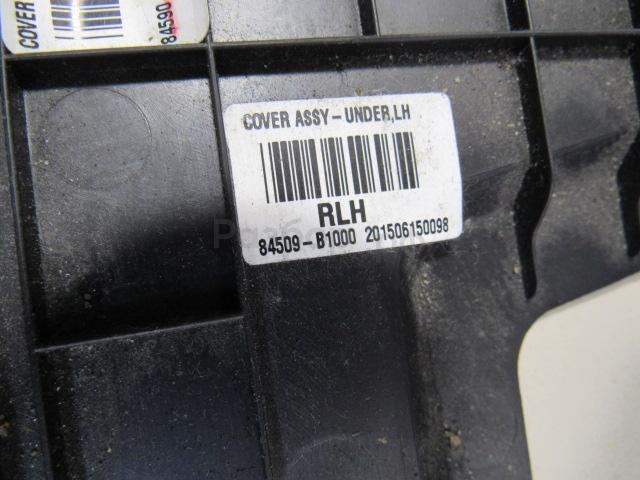 COVER
84590
COVER ASSY-UNDER,LH
RLH
84509-B1000 201506150098